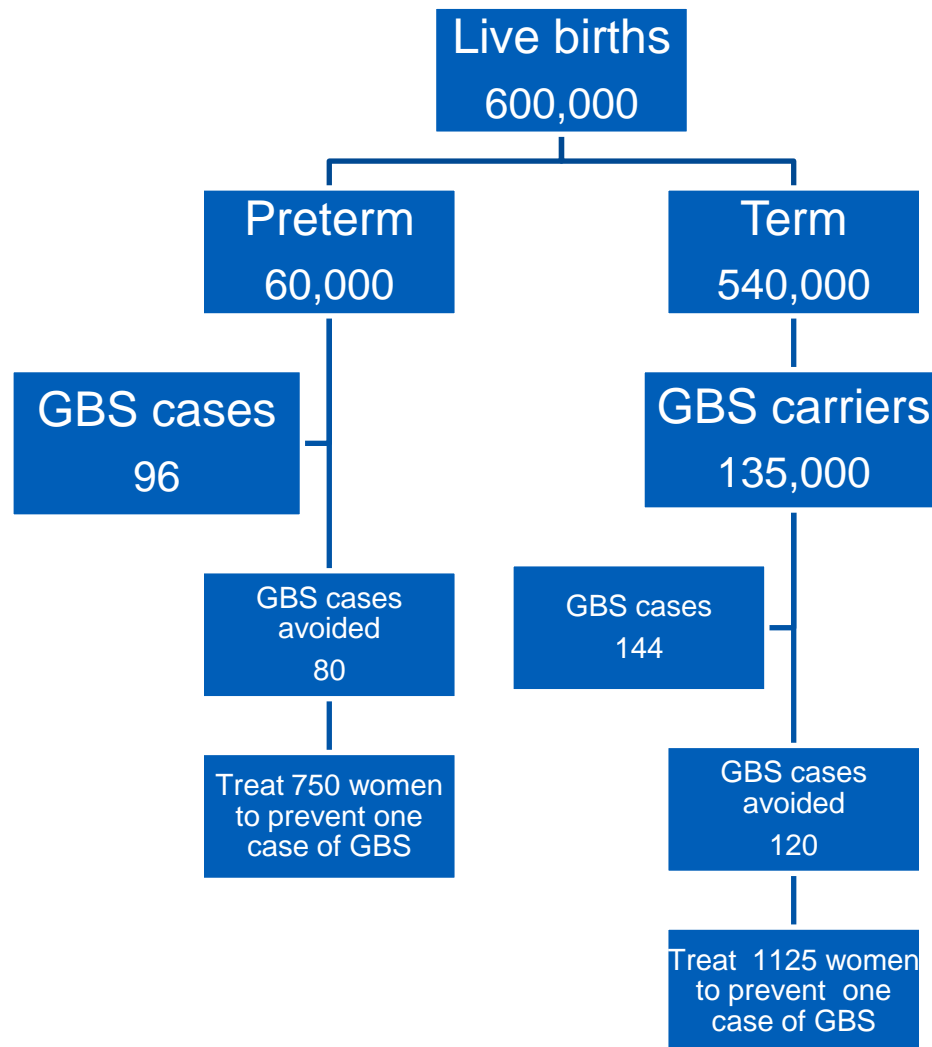 Live births
600,000
Preterm
60,000
Term
540,000
GBS cases
96
GBS carriers
135,000
GBS cases
avoided
80
GBS cases
144
Treat 750 women
to prevent one
case of GBS
GBS cases
avoided
120
Treat 1125 women
to prevent one
case of GBS